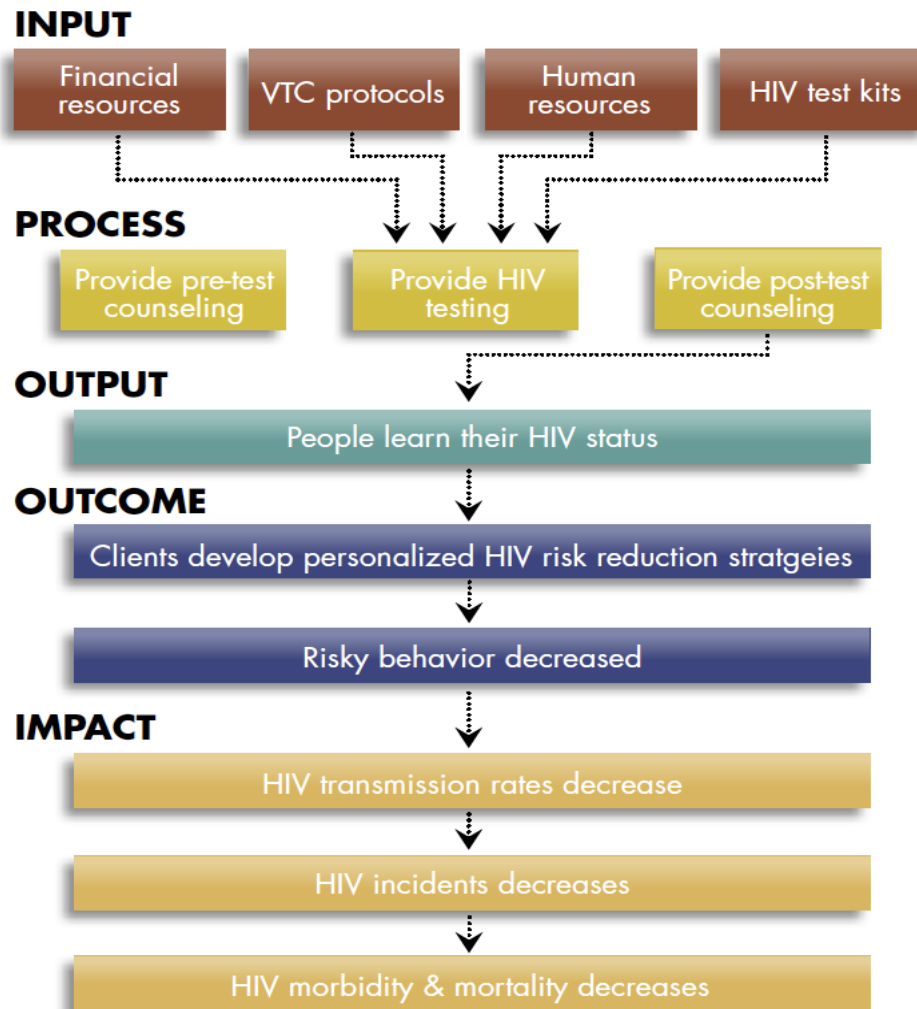 INPUT
Financial
resources
VTC protocols
Human
resources
HIV test kits
PROCESS
Provide pre-test
counseling
Provide HIV
testing
Provide post-test
counseling
OUTPUT
People learn their HIV status
OUTCOME
Clients develop personalized HIV risk reduction stratgeies
Risky behavior decreased
IMPACT
HIV transmission rates decrease
HIV incidents decreases
HIV morbidity & mortality decreases